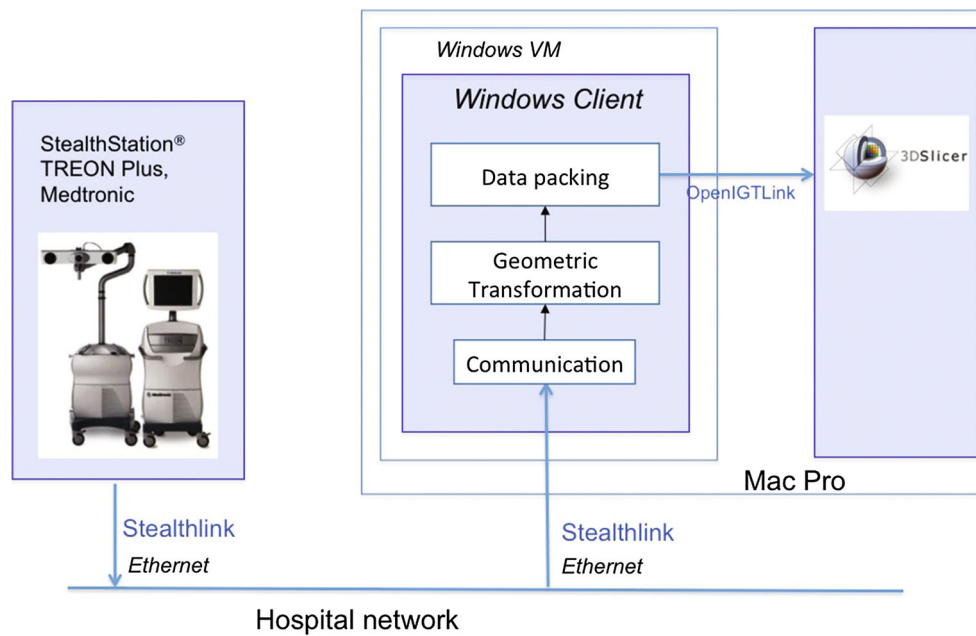 StealthStation®
TREON Plus,
Medtronic
Windows VM
Windows Client
Data packing
Geometric
Transformation
Communication
OpenIGTLink
3DSlicer
Mac Pro
Stealthlink
Ethernet
Stealthlink
Ethernet
Hospital network